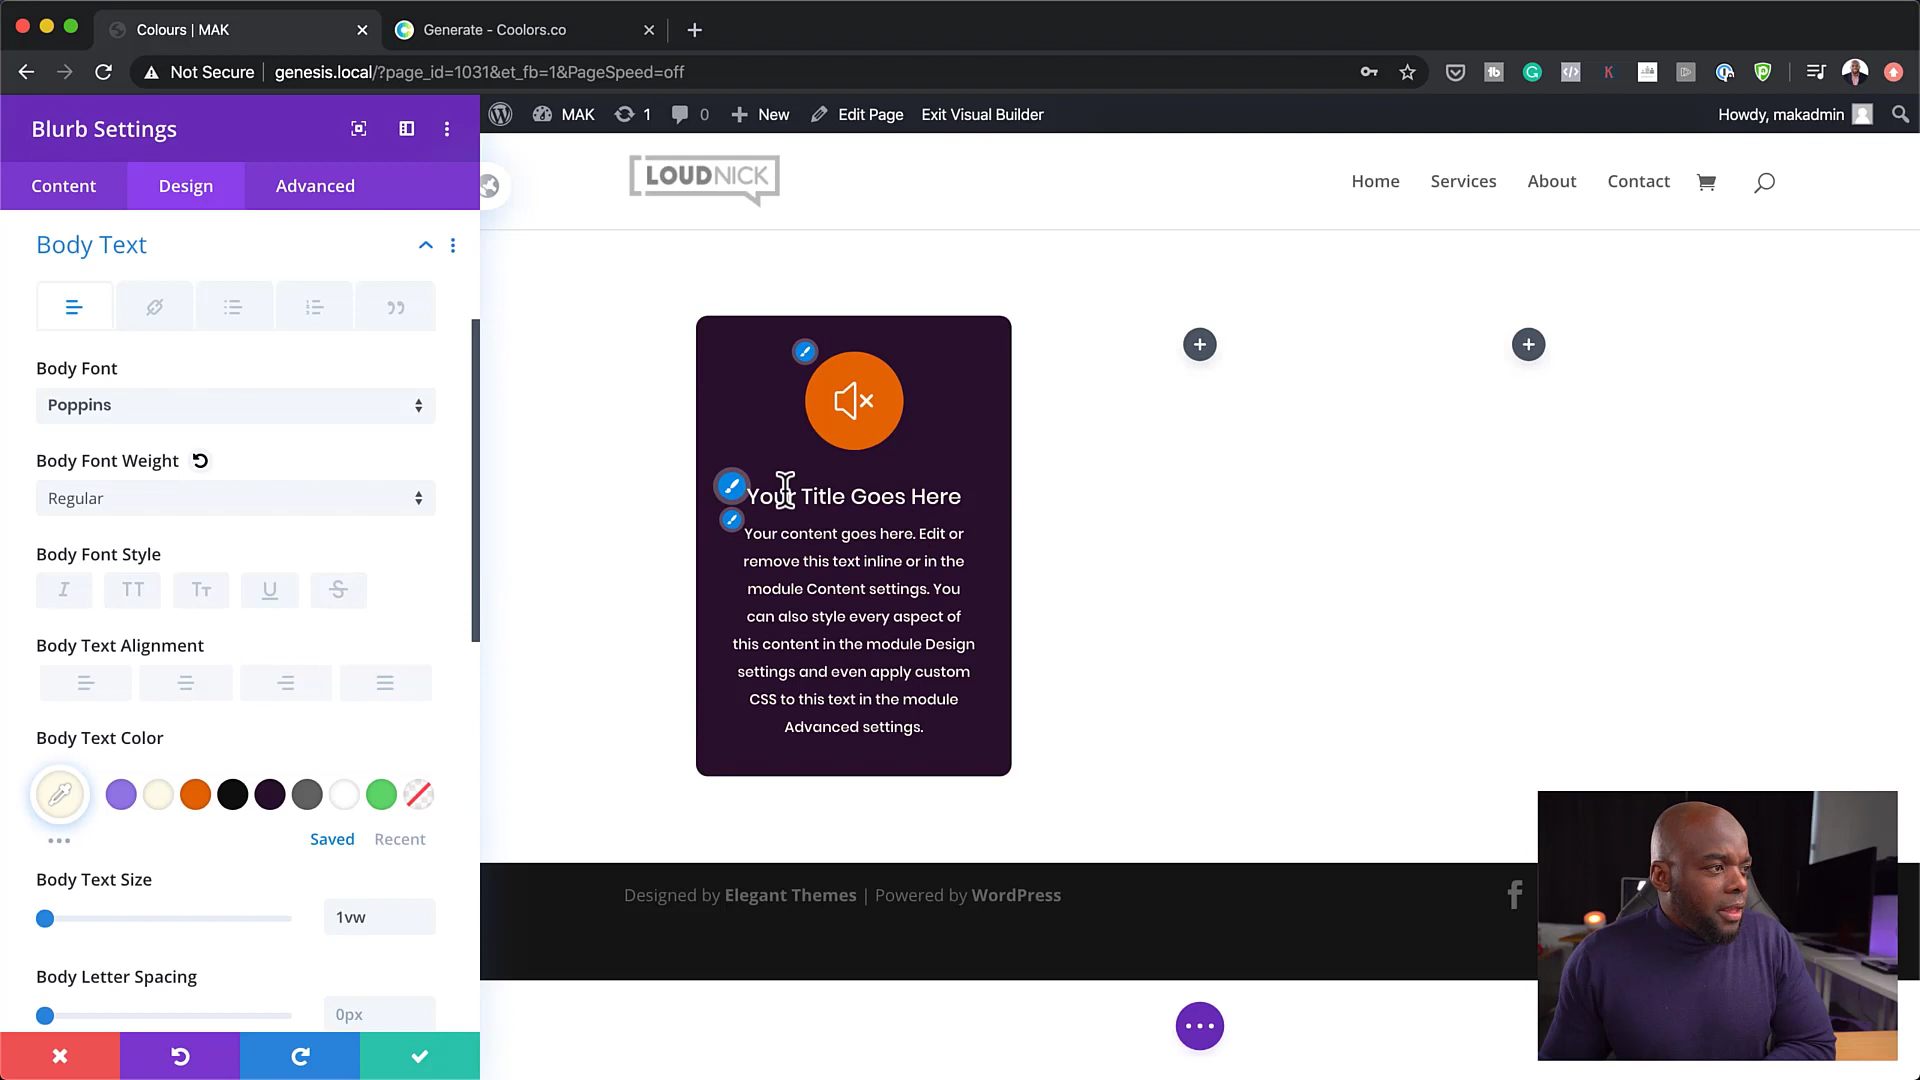 Colours | MAK
Generate - Coolors.co
Not Secure
genesis.local/?page_id=1031&et_fb=1&PageSpeed=off
Blurb Settings
MAK
1
0
New
Edit Page
Exit Visual Builder
Howdy, makadmin
Content
Design
Advanced
LOUDNICK
Home
Services
About
Contact
Body Text
Body Font
Poppins
Body Font Weight
Regular
Body Font Style
I
TT
Tт
U
S
Body Text Alignment
Body Text Color
Saved
Recent
Body Text Size
1vw
Body Letter Spacing
0px
Your Title Goes Here
Your content goes here. Edit or
remove this text inline or in the
module Content settings. You
can also style every aspect of
this content in the module Design
settings and even apply custom
CSS to this text in the module
Advanced settings.
Designed by Elegant Themes | Powered by WordPress